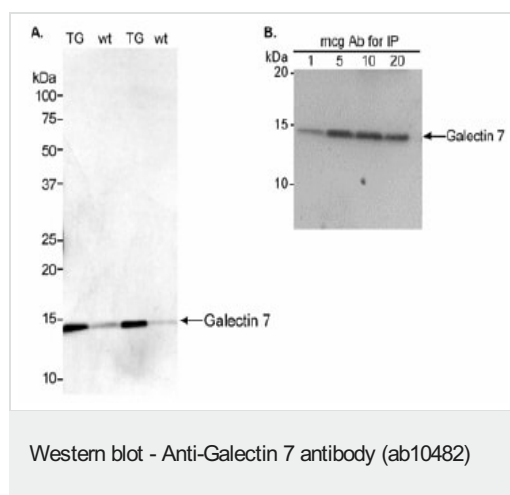 A.
TG wt TG wt
kDa
100-
75-
50-
37-
25-
20-
15-
Galectin 7
10-
B.
mcg Ab for IP
kDa 1 5 10 20
20-
15-
Galectin 7
10-
Western blot - Anti-Galectin 7 antibody (ab10482)